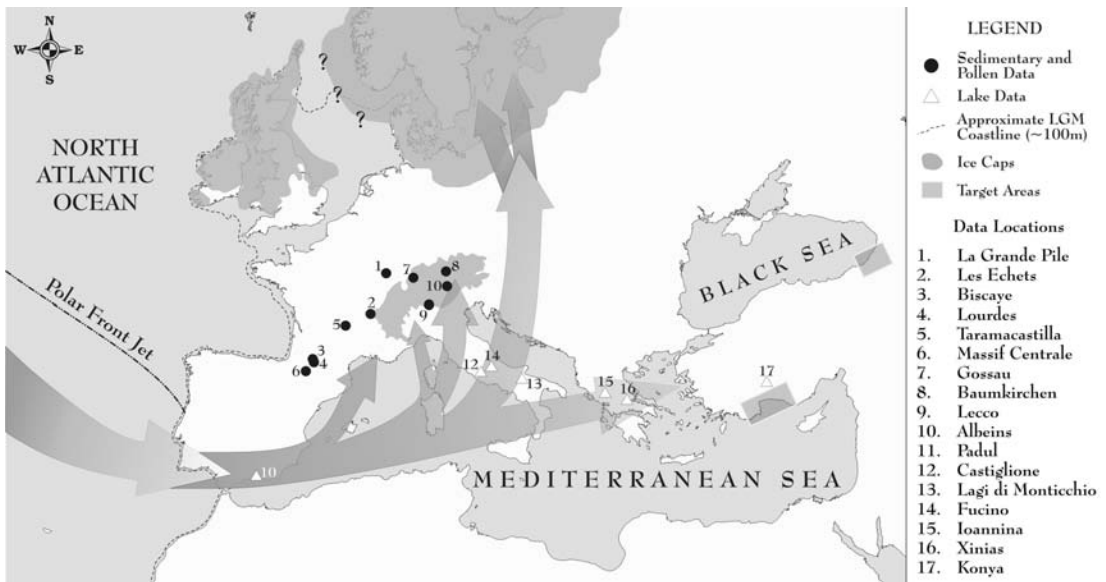 N
W E
S
NORTH
ATLANTIC
OCEAN
Polar Front Jet
?
?
?
1
7
8
10
2
9
5
3
4
6
12
14
13
15
16
17
10
BLACK SEA
MEDITERRANEAN SEA
LEGEND
Sedimentary and
Pollen Data
Lake Data
Approximate LGM
Coastline (~100m)
Ice Caps
Target Areas
Data Locations
1. La Grande Pile
2. Les Echets
3. Biscaye
4. Lourdes
5. Taramacastilla
6. Massif Centrale
7. Gossau
8. Baumkirchen
9. Lecco
10. Albeins
11. Padul
12. Castiglione
13. Lagi di Monticchio
14. Fucino
15. Ioannina
16. Xinias
17. Konya